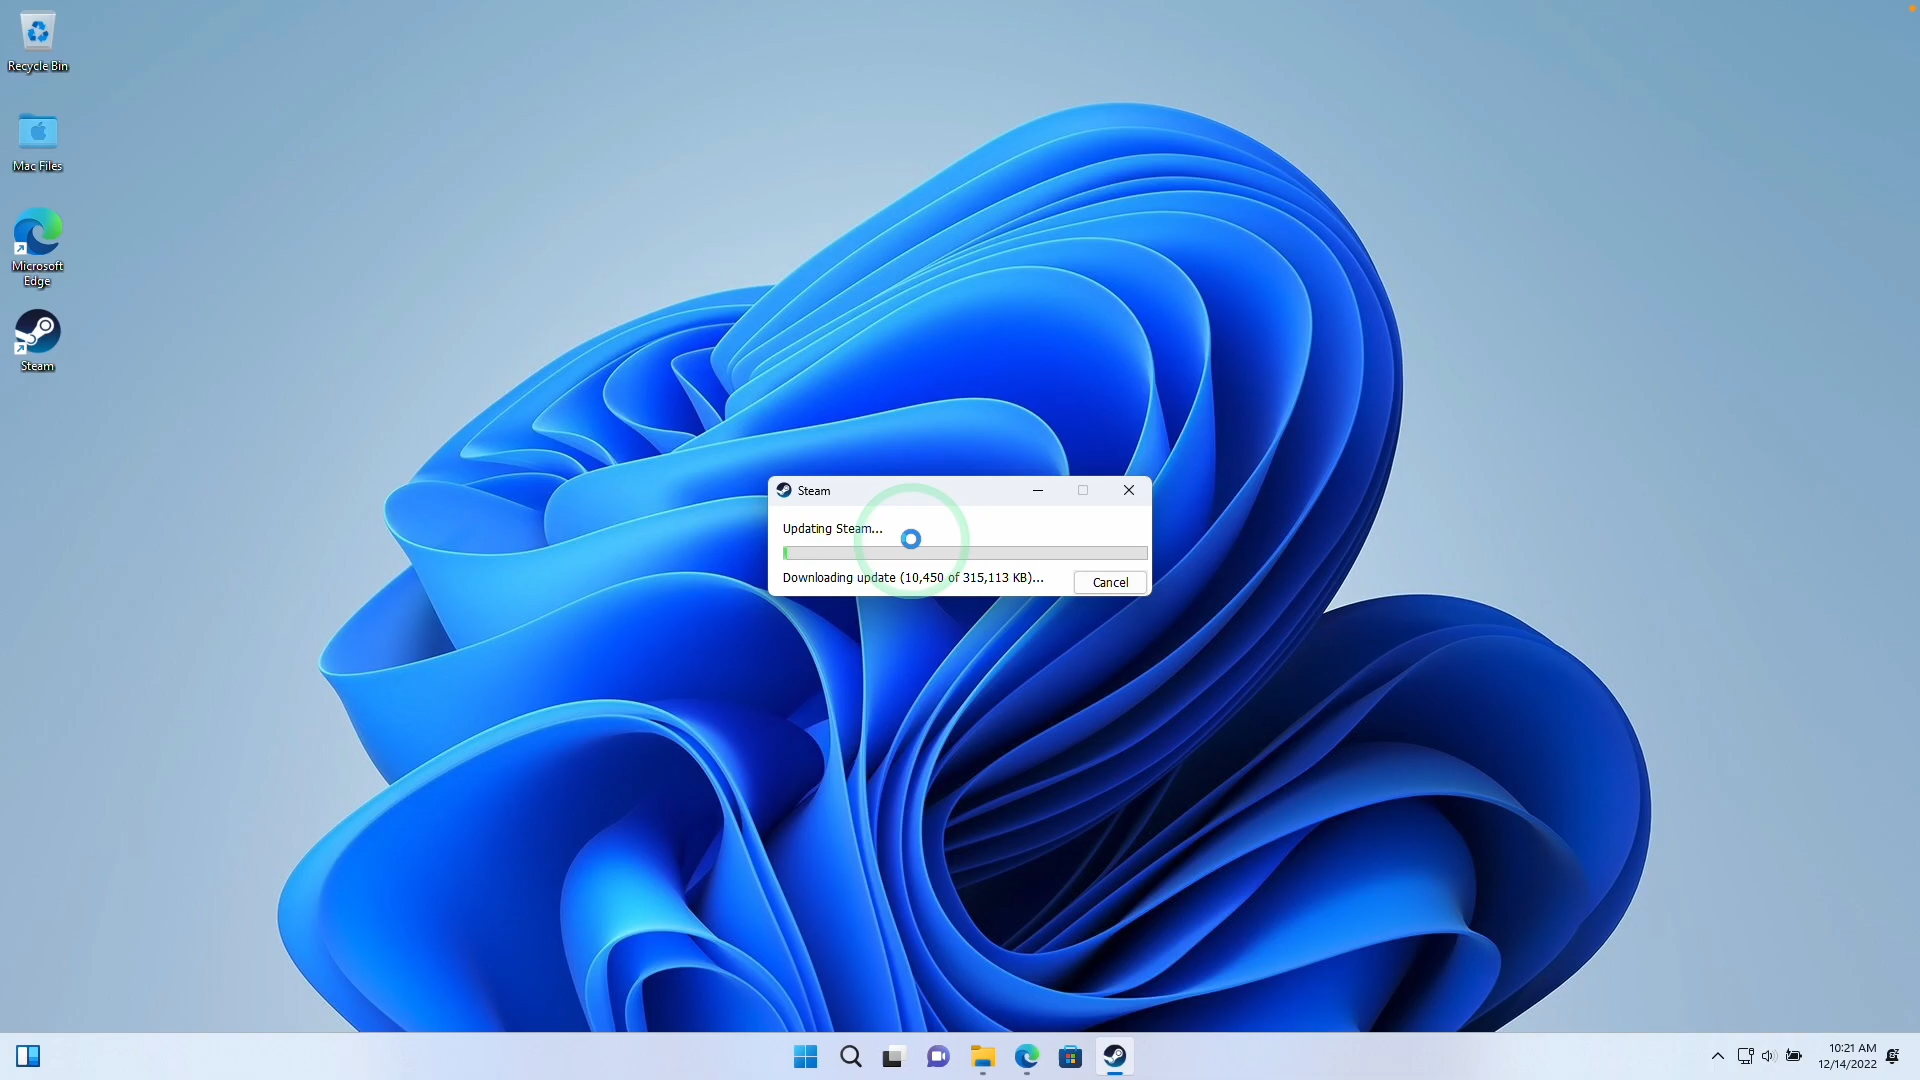 Recycle Bin
Mac Files
Microsoft
Edge
Steam
Steam
Updating Steam...
Downloading update (10,450 of 315,113 KB)...
Cancel
10:21 AM
12/14/2022